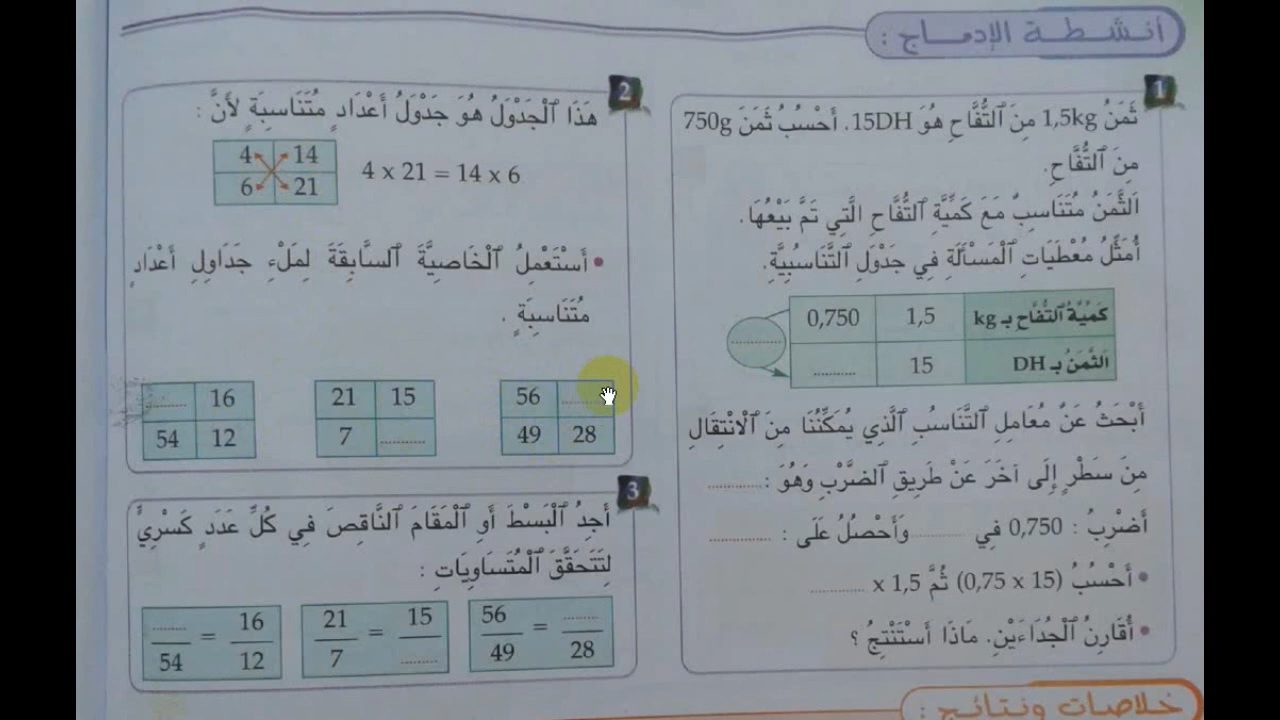 أنشطة الإدماج :
1
ثَمَنُ 1,5kg مِنَ ٱلتُّفَّاحِ هُوَ 15DH. أَحْسُبُ ثَمَنَ 750g
مِنَ ٱلتُّفَّاحِ.
اَلثَّمَنُ مُتَنَاسِبٌ مَعَ كَمِّيَّةِ ٱلتُّفَّاحِ الَّتِي تَمَّ بَيْعُهَا.
أُمَثِّلُ مُعْطَيَاتِ ٱلْمَسْأَلَةِ فِي جَدْوَلِ ٱلتَّنَاسُبِيَّةِ.
كَمِّيَّةُ ٱلتُّفَّاحِ بـ kg 1,5 0,750
اَلثَّمَنُ بـ DH 15 ..........
..........
أَبْحَثُ عَنْ مُعَامِلِ ٱلتَّنَاسُبِ ٱلَّذِي يُمَكِّنُنَا مِنَ ٱلْانْتِقَالِ
مِنَ سَطْرٍ إِلَى آخَرَ عَنْ طَرِيقِ ٱلضَّرْبِ وَهُوَ : ..........
أَضْرِبُ : 0,750 فِي .......... وَأَحْصُلُ عَلَى : ..........
• أَحْسُبُ (0,75 x 15) ثُمَّ 1,5 x ..........
• أُقَارِنُ ٱلْجُدَاءَيْنِ. مَاذَا أَسْتَنْتِجُ ؟
2
هَذَا ٱلْجَدْوَلُ هُوَ جَدْوَلُ أَعْدَادٍ مُتَنَاسِبَةٍ لِأَنَّ :
4 14
6 21
4 x 21 = 14 x 6
• أَسْتَعْمِلُ ٱلْخَاصِيَّةَ ٱلسَّابِقَةَ لِمَلْءِ جَدَاوِلِ أَعْدَادٍ
مُتَنَاسِبَةٍ .
56 ..........
49 28
21 15
7 ..........
.......... 16
54 12
3
أَجِدُ ٱلْبَسْطَ أَوِ ٱلْمَقَامَ ٱلنَّاقِصَ فِي كُلِّ عَدَدٍ كَسْرِيٍّ
لِتَتَحَقَّقَ ٱلْمُتَسَاوِيَاتِ :
56/49 = ........../28
21/7 = 15/..........
........../54 = 16/12
خلاصات ونتائج :